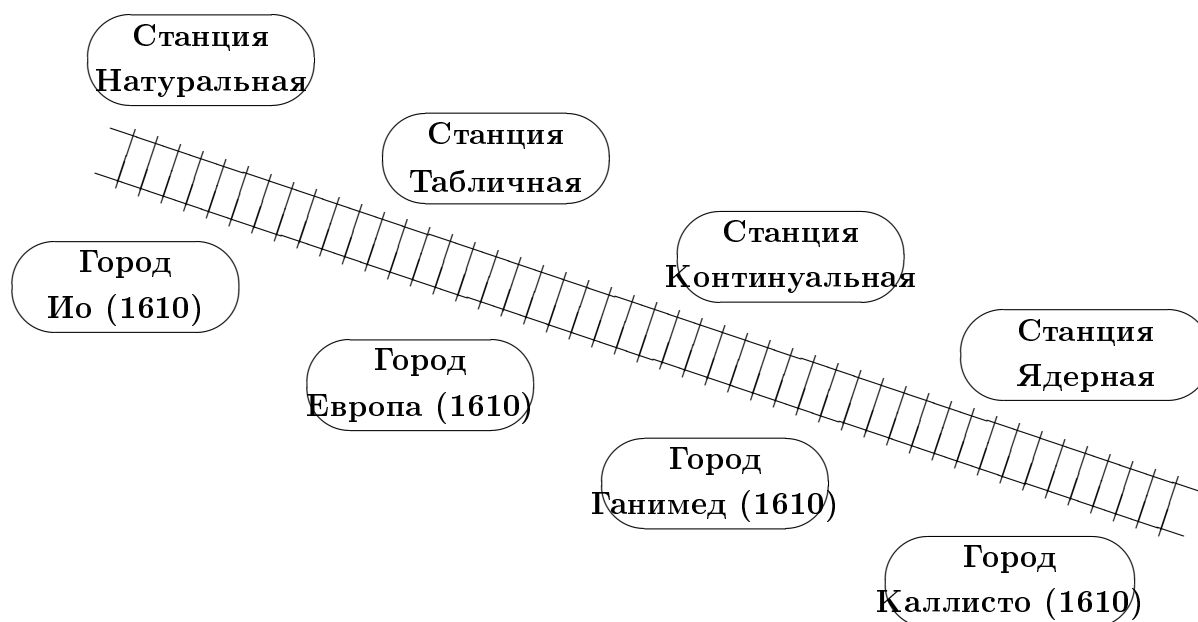 Станция
Натуральная
Станция
Табличная
Станция
Континуальная
Город
Ио (1610)
Станция
Ядерная
Город
Европа (1610)
Город
Ганимед (1610)
Город
Каллисто (1610)